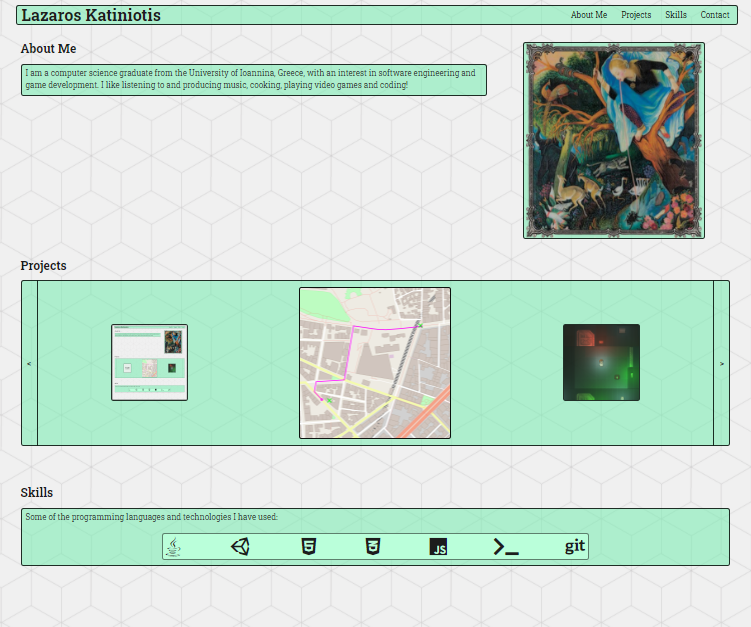 Lazaros Katiniotis
About Me Projects Skills Contact
About Me
I am a computer science graduate from the University of Ioannina, Greece, with an interest in software engineering and
game development. I like listening to and producing music, cooking, playing video games and coding!
Projects
<
>
Skills
Some of the programming languages and technologies I have used:
JS
git